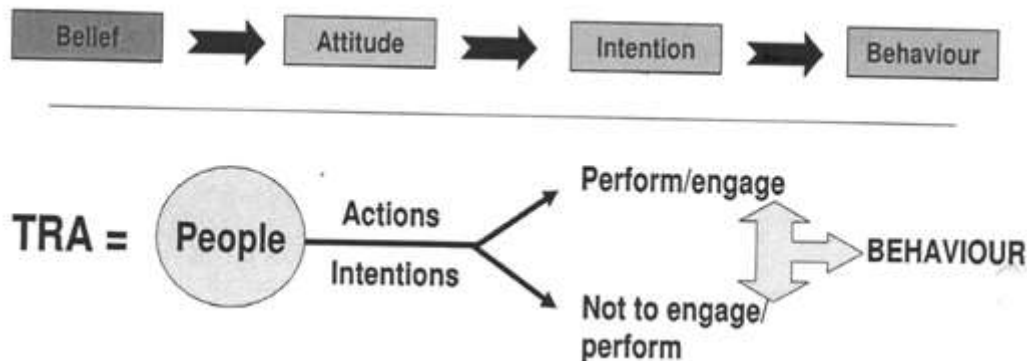 Belief
Attitude
Intention
Behaviour
TRA =
People
Actions
Intentions
Perform/engage
Not to engage/
perform
BEHAVIOUR